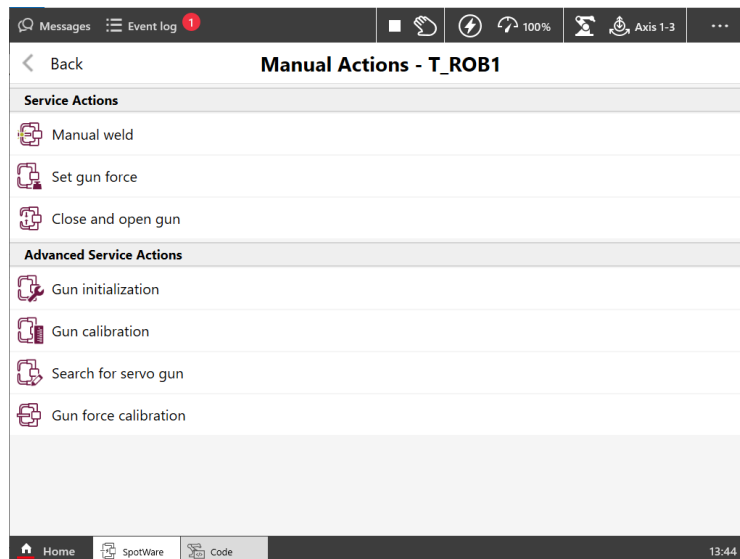 Messages Event log 1 100% Axis 1-3 ...
Back Manual Actions - T_ROB1
Service Actions
Manual weld
Set gun force
Close and open gun
Advanced Service Actions
Gun initialization
Gun calibration
Search for servo gun
Gun force calibration
Home SpotWare Code 13:44